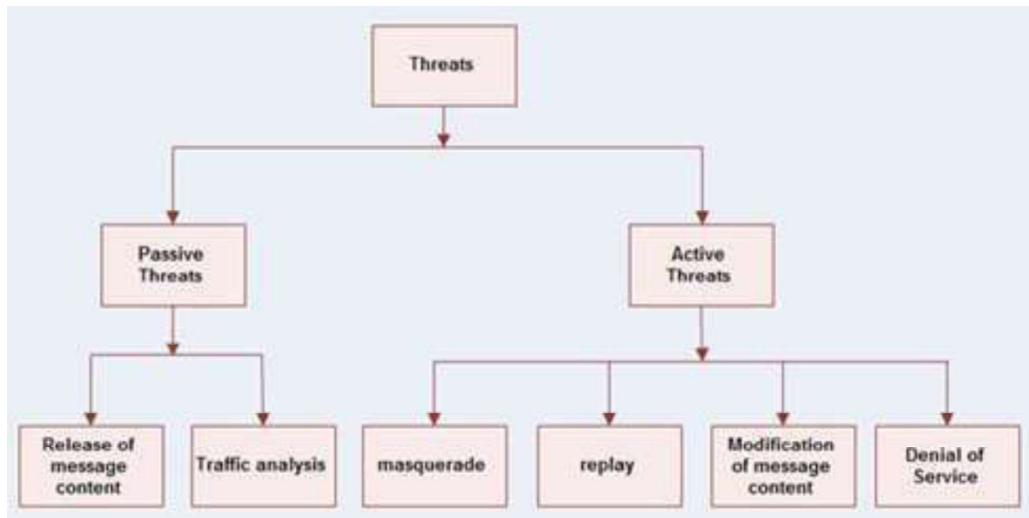 Threats
Passive
Threats
Active
Threats
Release of
message
content
Traffic analysis
masquerade
replay
Modification
of message
content
Denial of
Service